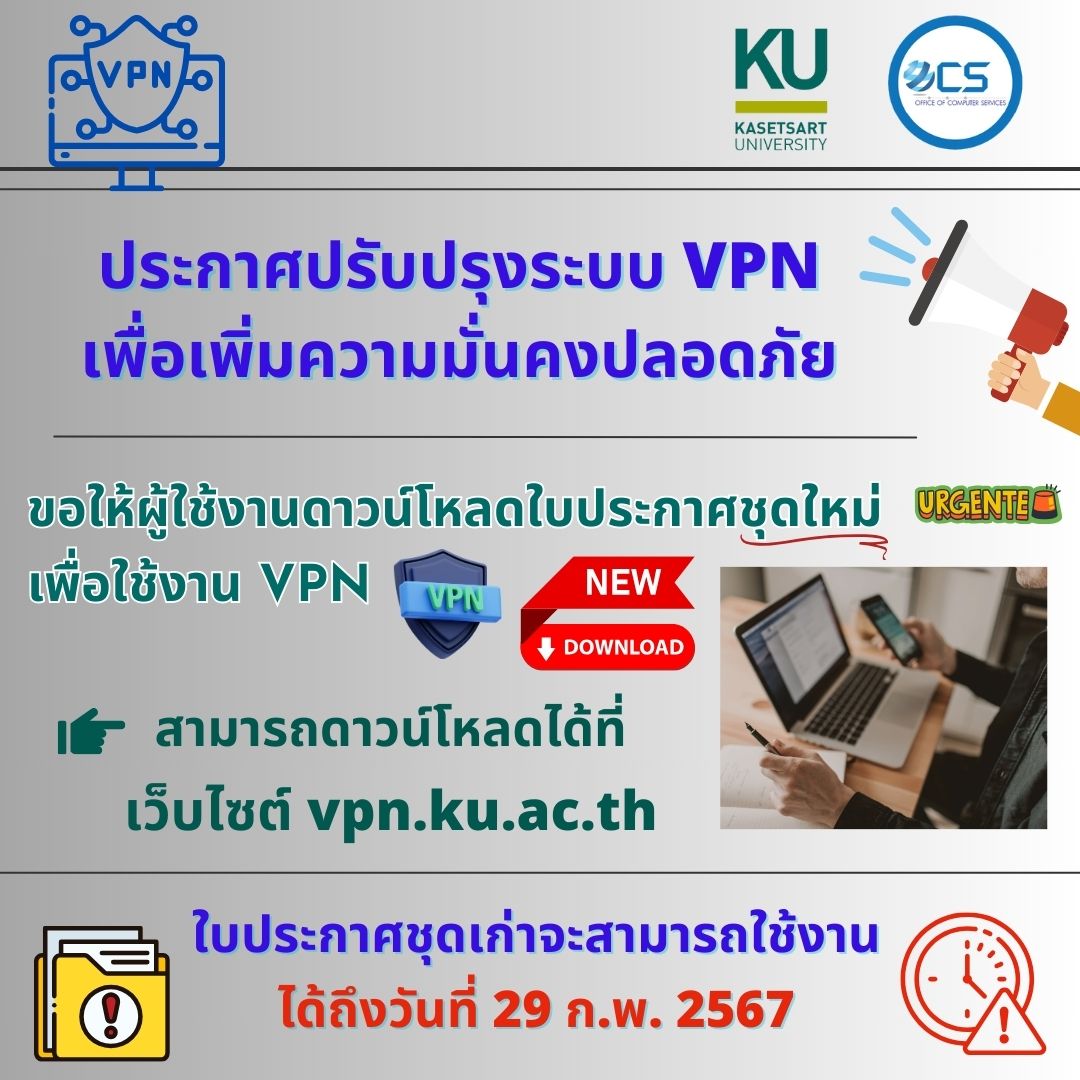 VPN
KU
KASETSART
UNIVERSITY
OCS
OFFICE OF COMPUTER SERVICES
ประกาศปรับปรุงระบบ VPN
เพื่อเพิ่มความมั่นคงปลอดภัย
ขอให้ผู้ใช้งานดาวน์โหลดใบประกาศชุดใหม่
URGENTE
เพื่อใช้งาน VPN
VPN
NEW
DOWNLOAD
สามารถดาวน์โหลดได้ที่
เว็บไซต์ vpn.ku.ac.th
ใบประกาศชุดเก่าจะสามารถใช้งาน
ได้ถึงวันที่ 29 ก.พ. 2567